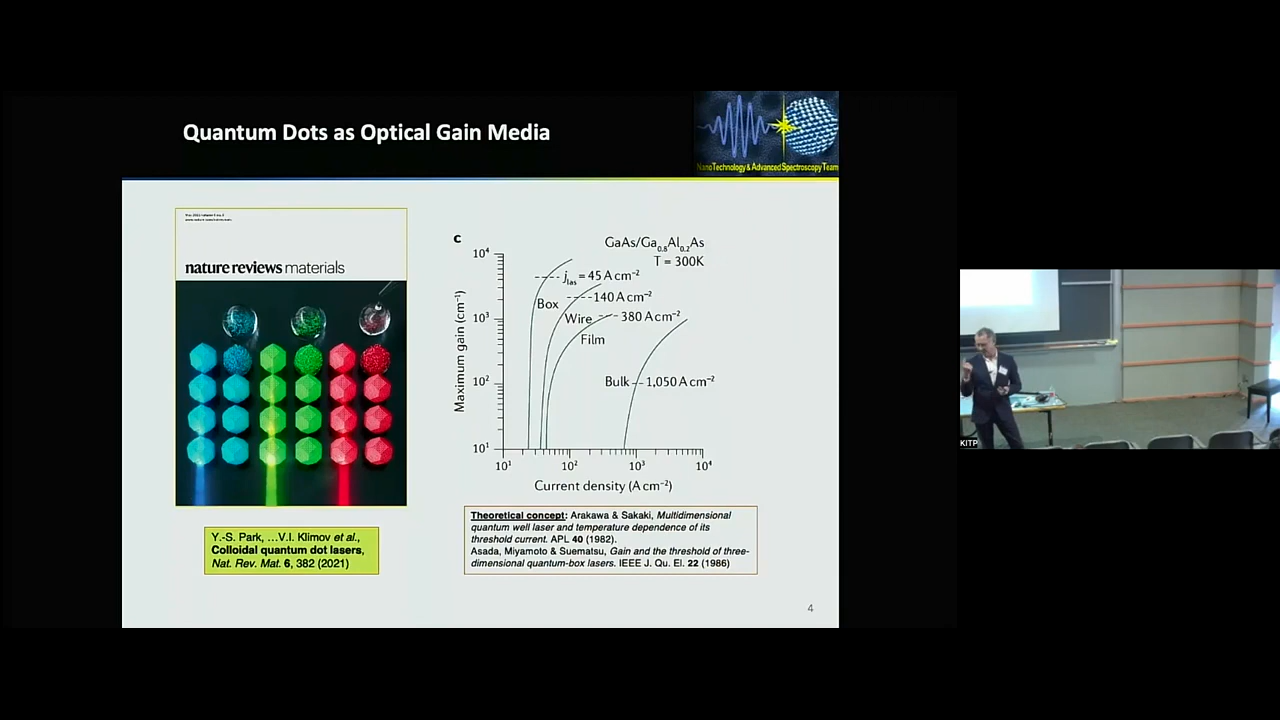 Quantum Dots as Optical Gain Media
NanoTechnology & Advanced Spectroscopy Team
nature reviews materials
Y.-S. Park, ...V.I. Klimov et al.,
Colloidal quantum dot lasers,
Nat. Rev. Mat. 6, 382 (2021)
c
GaAs/Ga0.8Al0.2As
T = 300K
jlas = 45 A cm−2
140 A cm−2
380 A cm−2
1,050 A cm−2
Box
Wire
Film
Bulk
Maximum gain (cm−1)
104
103
102
101
101
102
103
104
Current density (A cm−2)
Theoretical concept: Arakawa & Sakaki, Multidimensional
quantum well laser and temperature dependence of its
threshold current. APL 40 (1982).
Asada, Miyamoto & Suematsu, Gain and the threshold of three-
dimensional quantum-box lasers. IEEE J. Qu. El. 22 (1986)
4
KITP